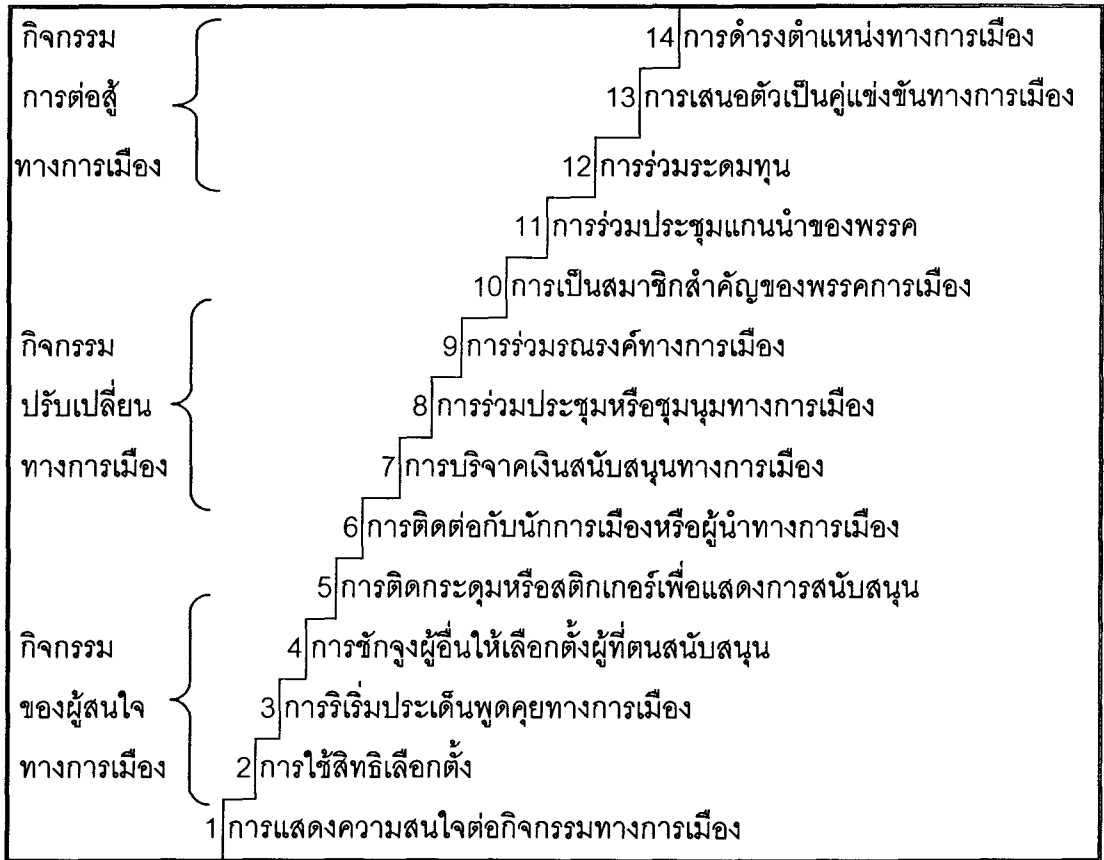 กิจกรรม
การต่อสู้
ทางการเมือง
14 การดำรงตำแหน่งทางการเมือง
13 การเสนอตัวเป็นคู่แข่งขันทางการเมือง
12 การร่วมระดมทุน
11 การร่วมประชุมแกนนำของพรรค
10 การเป็นสมาชิกสำคัญของพรรคการเมือง
กิจกรรม
ปรับเปลี่ยน
ทางการเมือง
9 การร่วมรณรงค์ทางการเมือง
8 การร่วมประชุมหรือชุมนุมทางการเมือง
7 การบริจาคเงินสนับสนุนทางการเมือง
6 การติดต่อกับนักการเมืองหรือผู้นำทางการเมือง
5 การติดกระดุมหรือสติกเกอร์เพื่อแสดงการสนับสนุน
กิจกรรม
ของผู้สนใจ
ทางการเมือง
4 การชักจูงผู้อื่นให้เลือกตั้งผู้ที่ตนสนับสนุน
3 การริเริ่มประเด็นพูดคุยทางการเมือง
2 การใช้สิทธิเลือกตั้ง
1 การแสดงความสนใจต่อกิจกรรมทางการเมือง